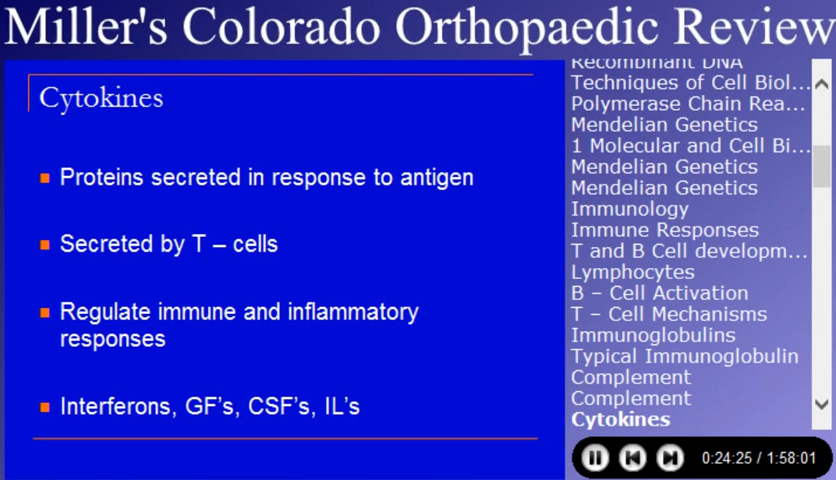 Miller's Colorado Orthopaedic Review
Cytokines
Proteins secreted in response to antigen
Secreted by T – cells
Regulate immune and inflammatory
responses
Interferons, GF's, CSF's, IL's
Recombinant DNA
Techniques of Cell Biol...
Polymerase Chain Rea...
Mendelian Genetics
1 Molecular and Cell Bi...
Mendelian Genetics
Mendelian Genetics
Immunology
Immune Responses
T and B Cell developm...
Lymphocytes
B – Cell Activation
T – Cell Mechanisms
Immunoglobulins
Typical Immunoglobulin
Complement
Complement
Cytokines
0:24:25 / 1:58:01